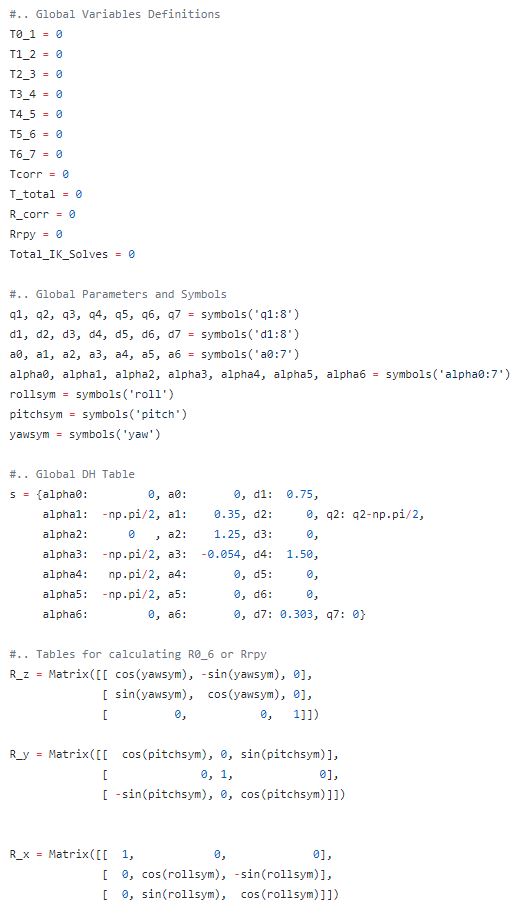 #.. Global Variables Definitions
T0_1 = 0
T1_2 = 0
T2_3 = 0
T3_4 = 0
T4_5 = 0
T5_6 = 0
T6_7 = 0
Tcorr = 0
T_total = 0
R_corr = 0
Rrpy = 0
Total_IK_Solves = 0

#.. Global Parameters and Symbols
q1, q2, q3, q4, q5, q6, q7 = symbols('q1:8')
d1, d2, d3, d4, d5, d6, d7 = symbols('d1:8')
a0, a1, a2, a3, a4, a5, a6 = symbols('a0:7')
alpha0, alpha1, alpha2, alpha3, alpha4, alpha5, alpha6 = symbols('alpha0:7')
rollsym = symbols('roll')
pitchsym = symbols('pitch')
yawsym = symbols('yaw')

#.. Global DH Table
s = {alpha0:         0, a0:      0, d1:  0.75,
     alpha1:  -np.pi/2, a1:   0.35, d2:     0, q2: q2-np.pi/2,
     alpha2:      0   , a2:   1.25, d3:     0,
     alpha3:  -np.pi/2, a3: -0.054, d4:  1.50,
     alpha4:   np.pi/2, a4:      0, d5:     0,
     alpha5:  -np.pi/2, a5:      0, d6:     0,
     alpha6:         0, a6:      0, d7: 0.303, q7: 0}

#.. Tables for calculating R0_6 or Rrpy
R_z = Matrix([[ cos(yawsym), -sin(yawsym), 0],
              [ sin(yawsym),  cos(yawsym), 0],
              [          0,           0,   1]])

R_y = Matrix([[  cos(pitchsym), 0, sin(pitchsym)],
              [              0, 1,             0],
              [ -sin(pitchsym), 0, cos(pitchsym)]])

R_x = Matrix([[  1,            0,             0],
              [  0, cos(rollsym), -sin(rollsym)],
              [  0, sin(rollsym),  cos(rollsym)]])